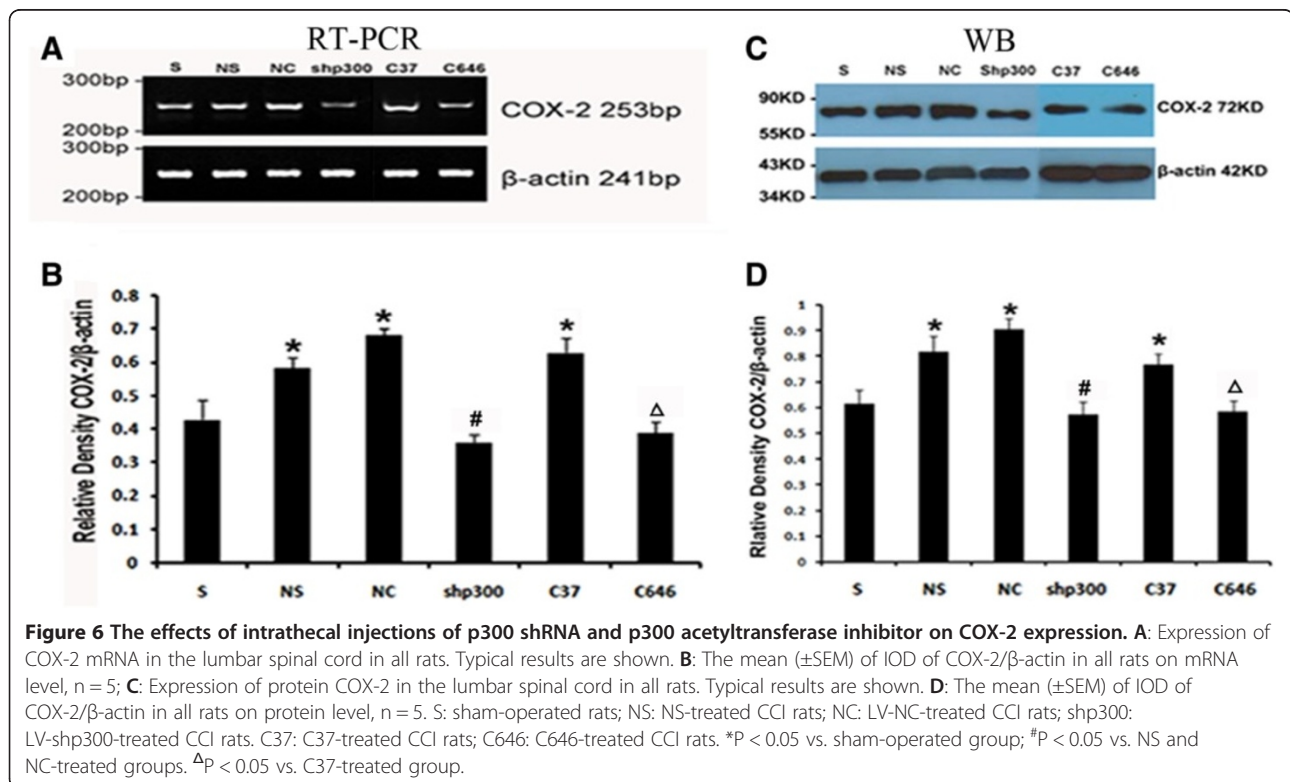 A
RT-PCR
S NS NC shp300 C37 C646
300bp
COX-2 253bp
200bp
300bp
β-actin 241bp
200bp
C
WB
S NS NC Shp300 C37 C646
90KD
COX-2 72KD
55KD
43KD
β-actin 42KD
34KD
B
Relative Density COX-2/β-actin
0.8
0.7
0.6
0.5
0.4
0.3
0.2
0.1
0
* * # * Δ
S NS NC shp300 C37 C646
D
Rlative Density COX-2/β-actin
1
0.9
0.8
0.7
0.6
0.5
0.4
0.3
0.2
0.1
0
* * # * Δ
S NS NC shp300 C37 C646
Figure 6 The effects of intrathecal injections of p300 shRNA and p300 acetyltransferase inhibitor on COX-2 expression. A: Expression of
COX-2 mRNA in the lumbar spinal cord in all rats. Typical results are shown. B: The mean (±SEM) of IOD of COX-2/β-actin in all rats on mRNA
level, n = 5; C: Expression of protein COX-2 in the lumbar spinal cord in all rats. Typical results are shown. D: The mean (±SEM) of IOD of
COX-2/β-actin in all rats on protein level, n = 5. S: sham-operated rats; NS: NS-treated CCI rats; NC: LV-NC-treated CCI rats; shp300:
LV-shp300-treated CCI rats. C37: C37-treated CCI rats; C646: C646-treated CCI rats. *P < 0.05 vs. sham-operated group; #P < 0.05 vs. NS and
NC-treated groups. ΔP < 0.05 vs. C37-treated group.